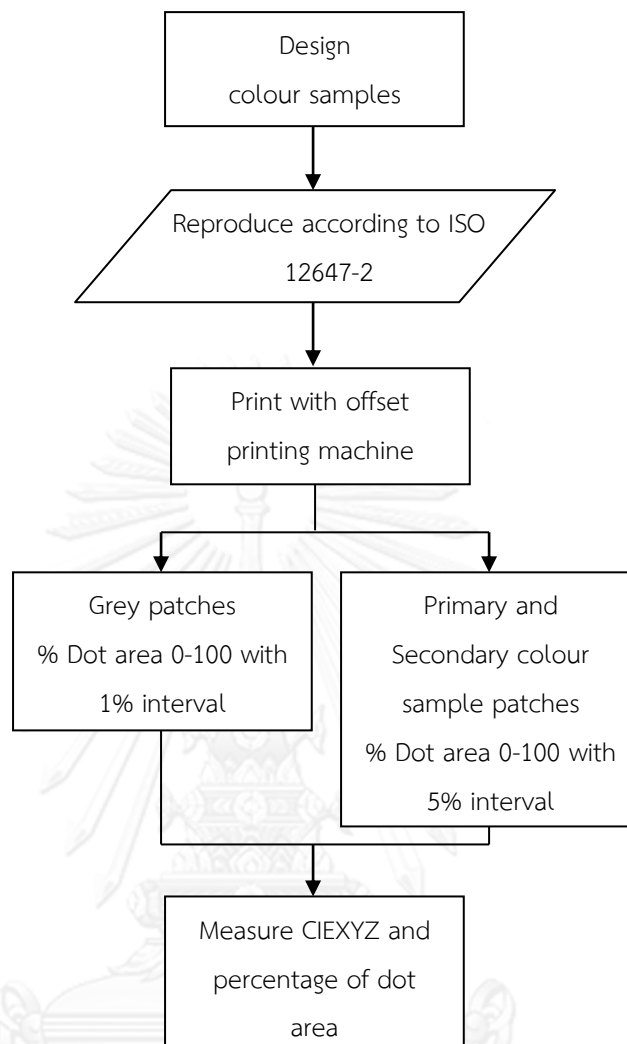 Design
colour samples
Reproduce according to ISO
12647-2
Print with offset
printing machine
Grey patches
% Dot area 0-100 with
1% interval
Primary and
Secondary colour
sample patches
% Dot area 0-100 with
5% interval
Measure CIEXYZ and
percentage of dot
area